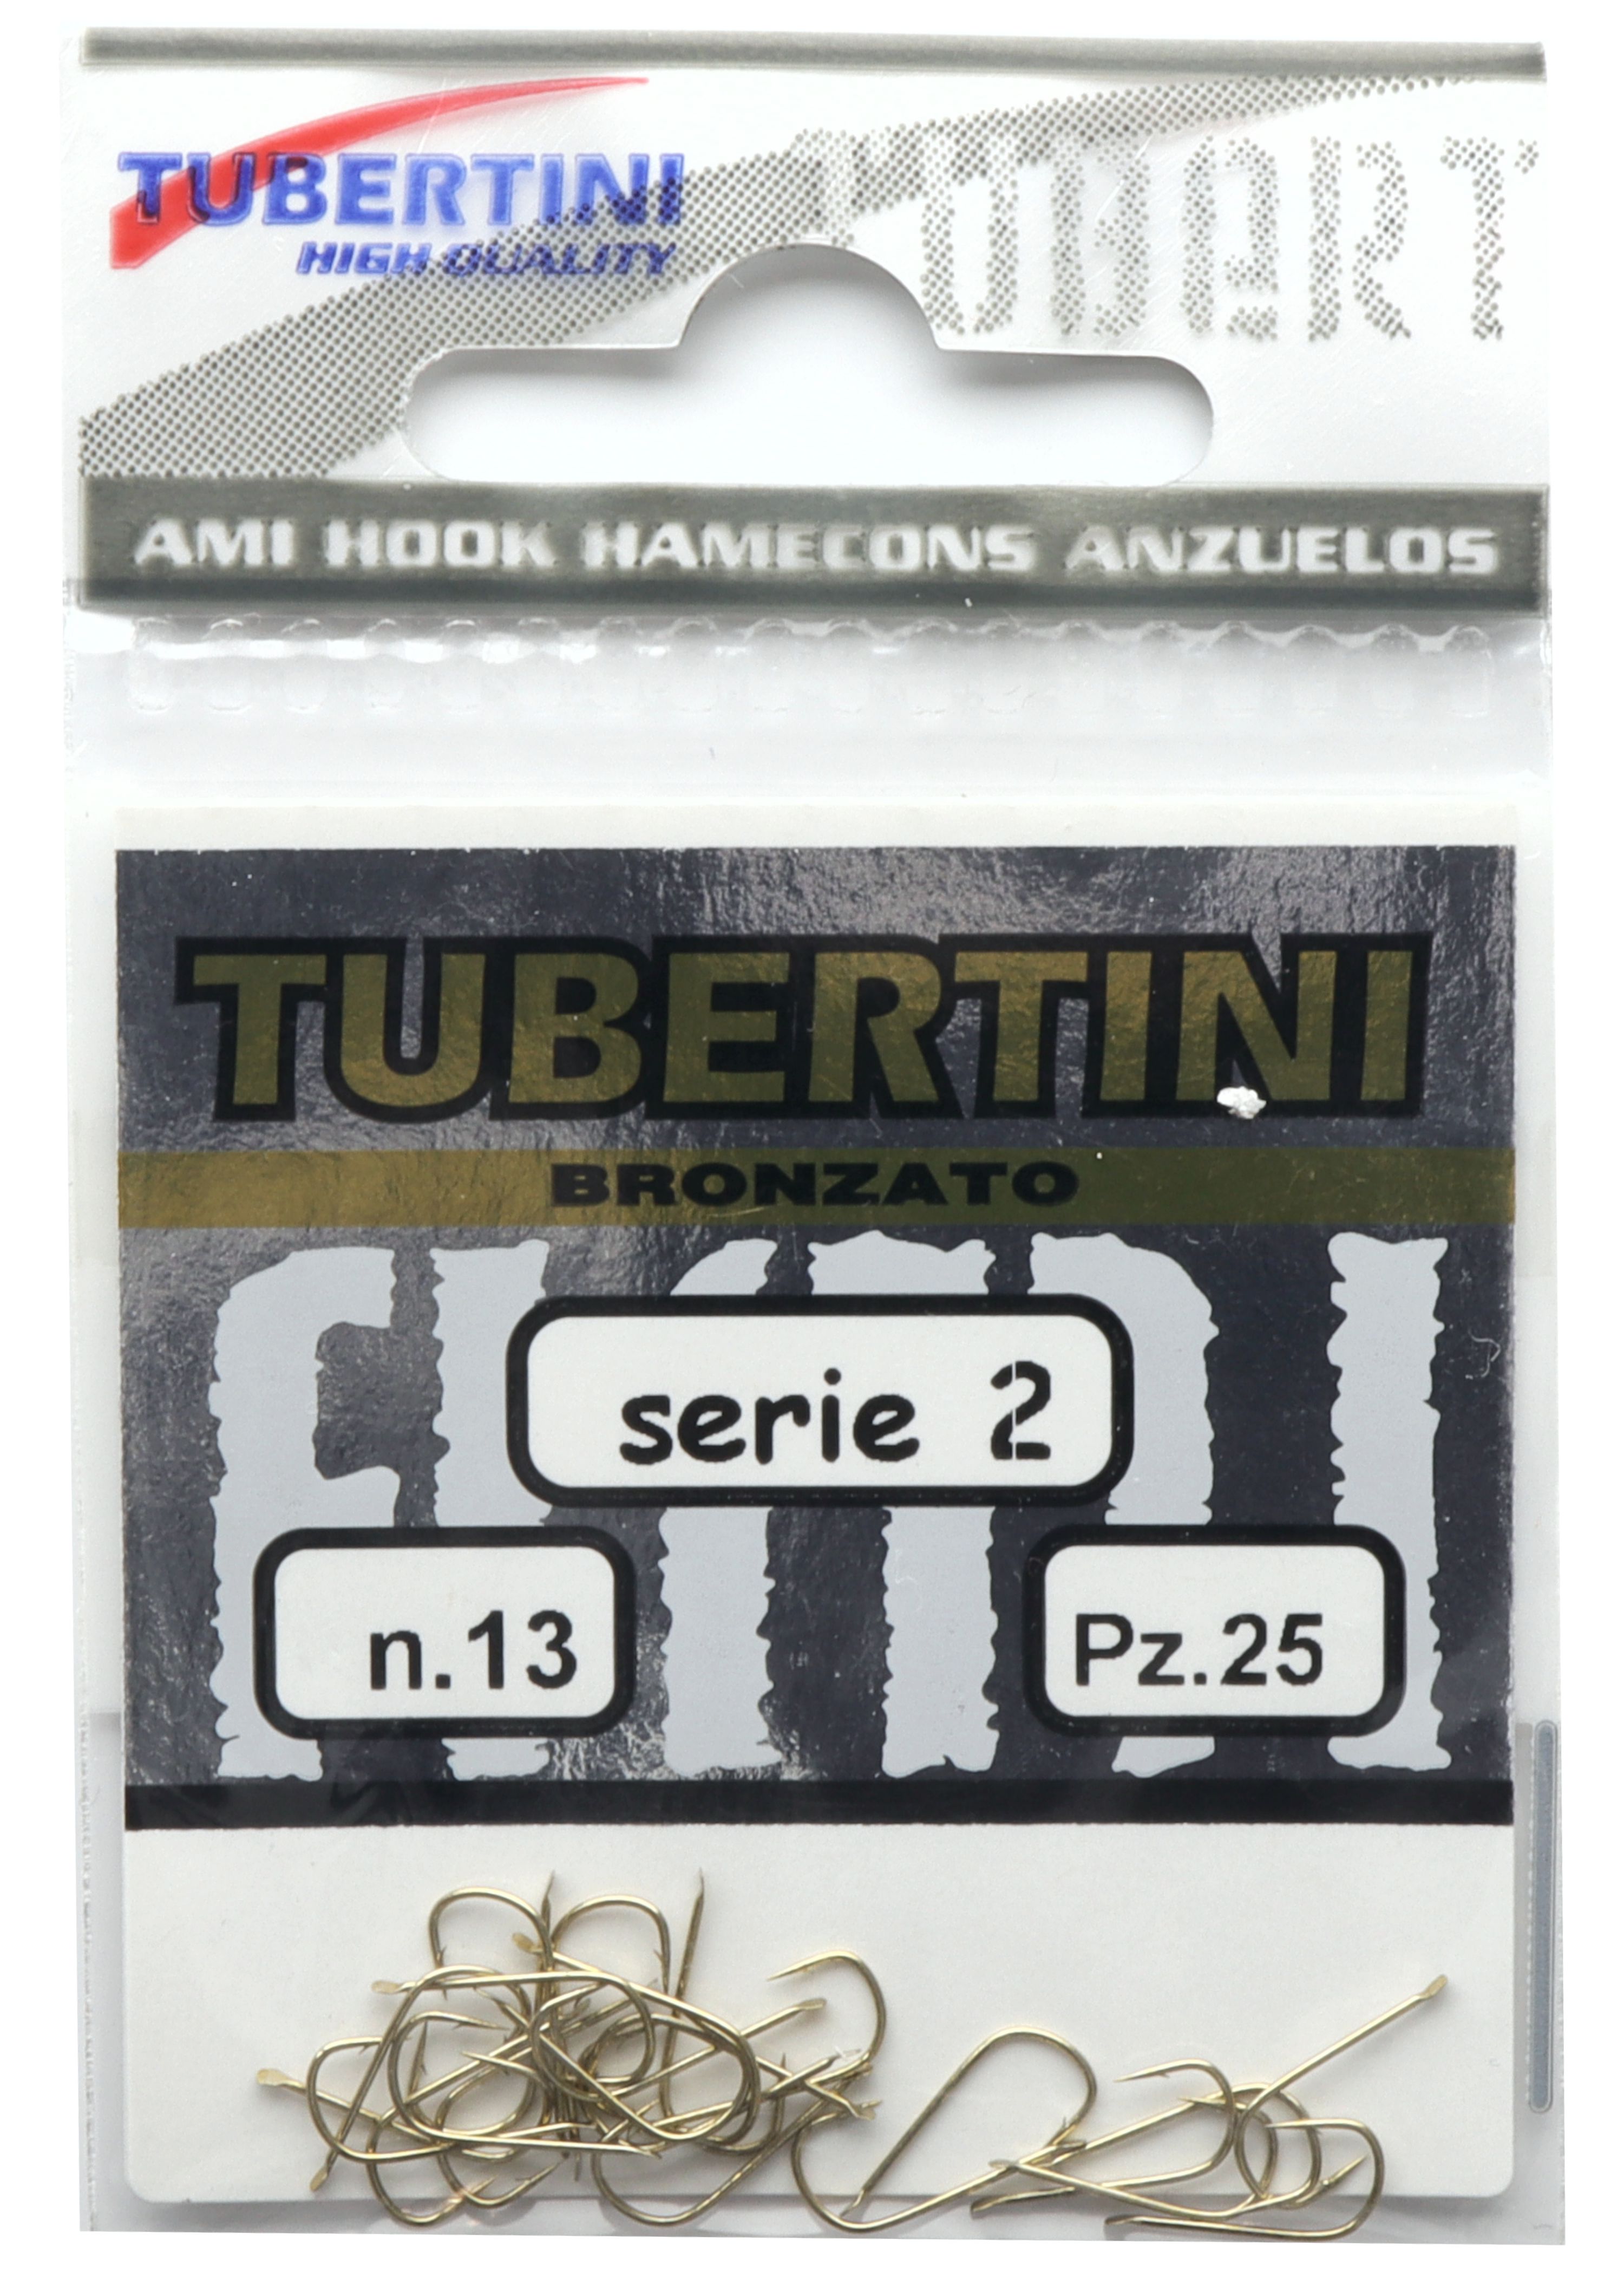 TUBERTINI
HIGH QUALITY
AMI HOOK HAMECONS ANZUELOS
TUBERTINI
BRONZATO
serie 2
n.13
Pz.25